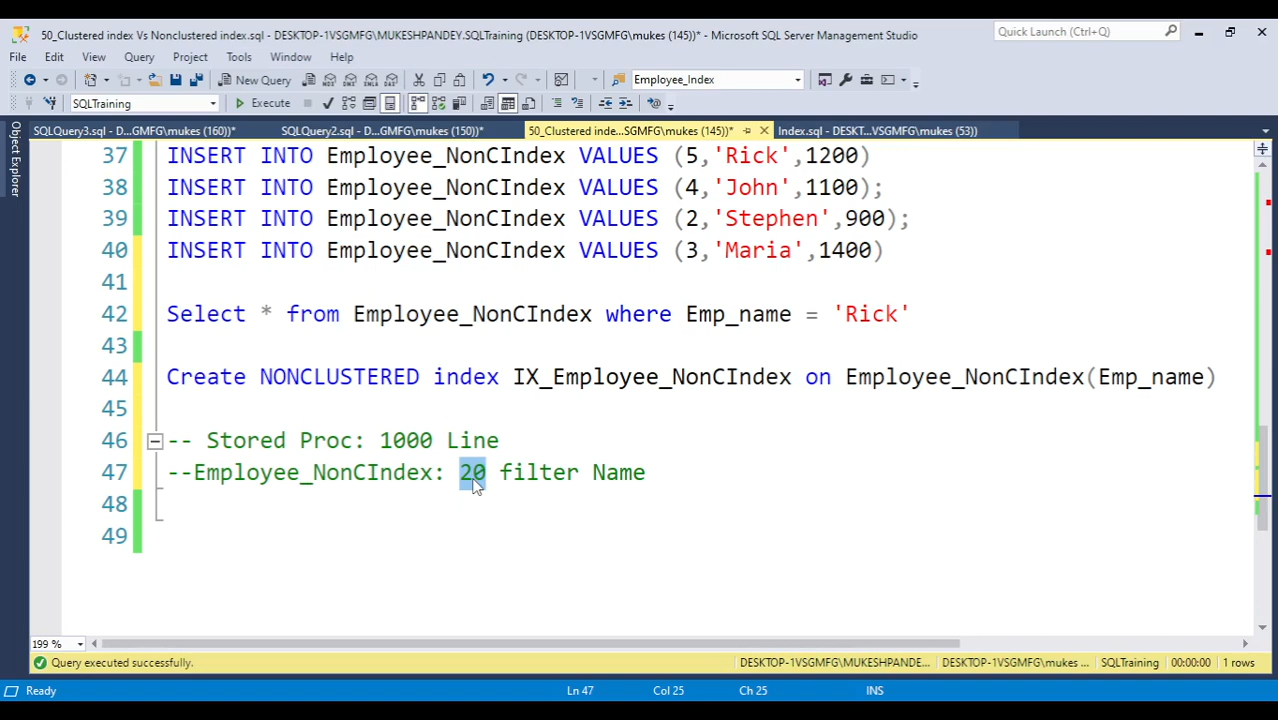 50_Clustered index Vs Nonclustered index.sql - DESKTOP-1VSGMFG\MUKESHPANDEY.SQLTraining (DESKTOP-1VSGMFG\mukes (145))* - Microsoft SQL Server Management Studio
Quick Launch (Ctrl+Q)
File Edit View Query Project Tools Window Help
New Query Employee_Index
SQLTraining Execute
SQLQuery3.sql - D...GMFG\mukes (160))* SQLQuery2.sql - D...GMFG\mukes (150))* 50_Clustered inde...SGMFG\mukes (145))* Index.sql - DESKT...VSGMFG\mukes (53))
Object Explorer
37 INSERT INTO Employee_NonCIndex VALUES (5,'Rick',1200)
38 INSERT INTO Employee_NonCIndex VALUES (4,'John',1100);
39 INSERT INTO Employee_NonCIndex VALUES (2,'Stephen',900);
40 INSERT INTO Employee_NonCIndex VALUES (3,'Maria',1400)
41
42 Select * from Employee_NonCIndex where Emp_name = 'Rick'
43
44 Create NONCLUSTERED index IX_Employee_NonCIndex on Employee_NonCIndex(Emp_name)
45
46 -- Stored Proc: 1000 Line
47 --Employee_NonCIndex: 20 filter Name
48
49
199 %
Query executed successfully. DESKTOP-1VSGMFG\MUKESHPANDE... DESKTOP-1VSGMFG\mukes ... SQLTraining 00:00:00 1 rows
Ready Ln 47 Col 25 Ch 25 INS